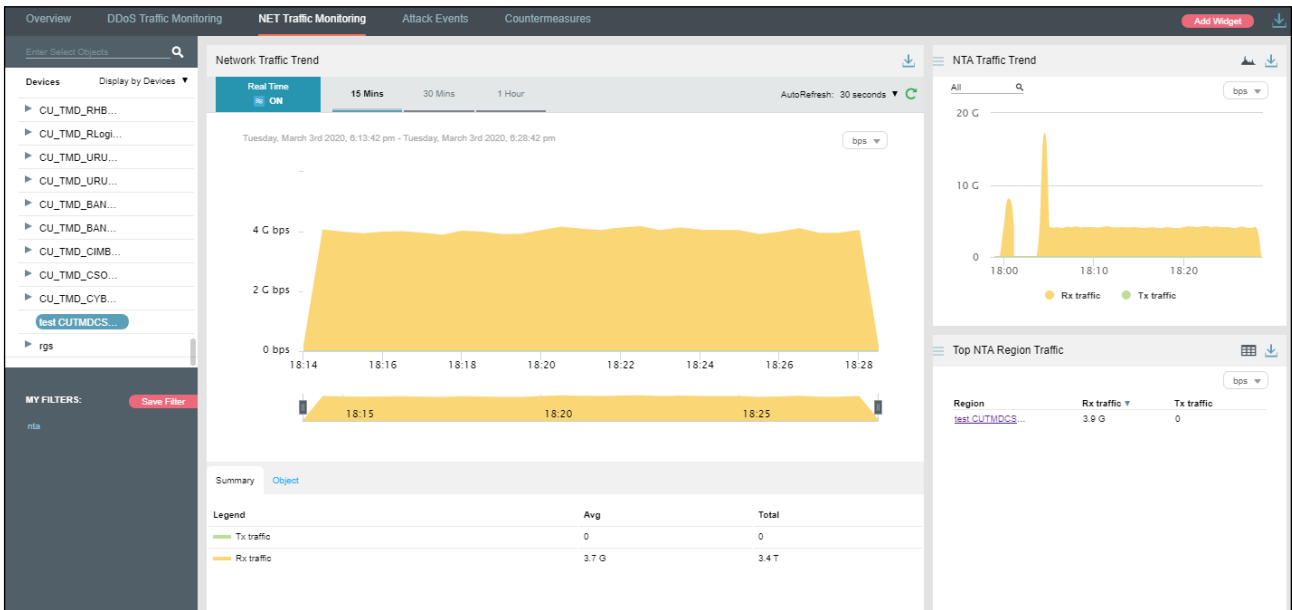 Overview DDoS Traffic Monitoring NET Traffic Monitoring Attack Events Countermeasures Add Widget
Enter Select Objects
Devices Display by Devices
CU_TMD_RHB...
CU_TMD_RLogi...
CU_TMD_URU...
CU_TMD_URU...
CU_TMD_BAN...
CU_TMD_BAN...
CU_TMD_CIMB...
CU_TMD_CSO...
CU_TMD_CYB...
test CUTMDCS...
rgs
MY FILTERS: Save Filter
nta
Network Traffic Trend
Real Time
ON
15 Mins 30 Mins 1 Hour AutoRefresh: 30 seconds
Tuesday, March 3rd 2020, 6:13:42 pm - Tuesday, March 3rd 2020, 6:28:42 pm
bps
4 G bps
2 G bps
0 bps
18:14 18:16 18:18 18:20 18:22 18:24 18:26 18:28
18:15 18:20 18:25
Summary Object
Legend Avg Total
Tx traffic 0 0
Rx traffic 3.7 G 3.4 T
NTA Traffic Trend
All bps
20 G
10 G
0
18:00 18:10 18:20
Rx traffic Tx traffic
Top NTA Region Traffic
bps
Region Rx traffic Tx traffic
test CUTMDCS... 3.9 G 0